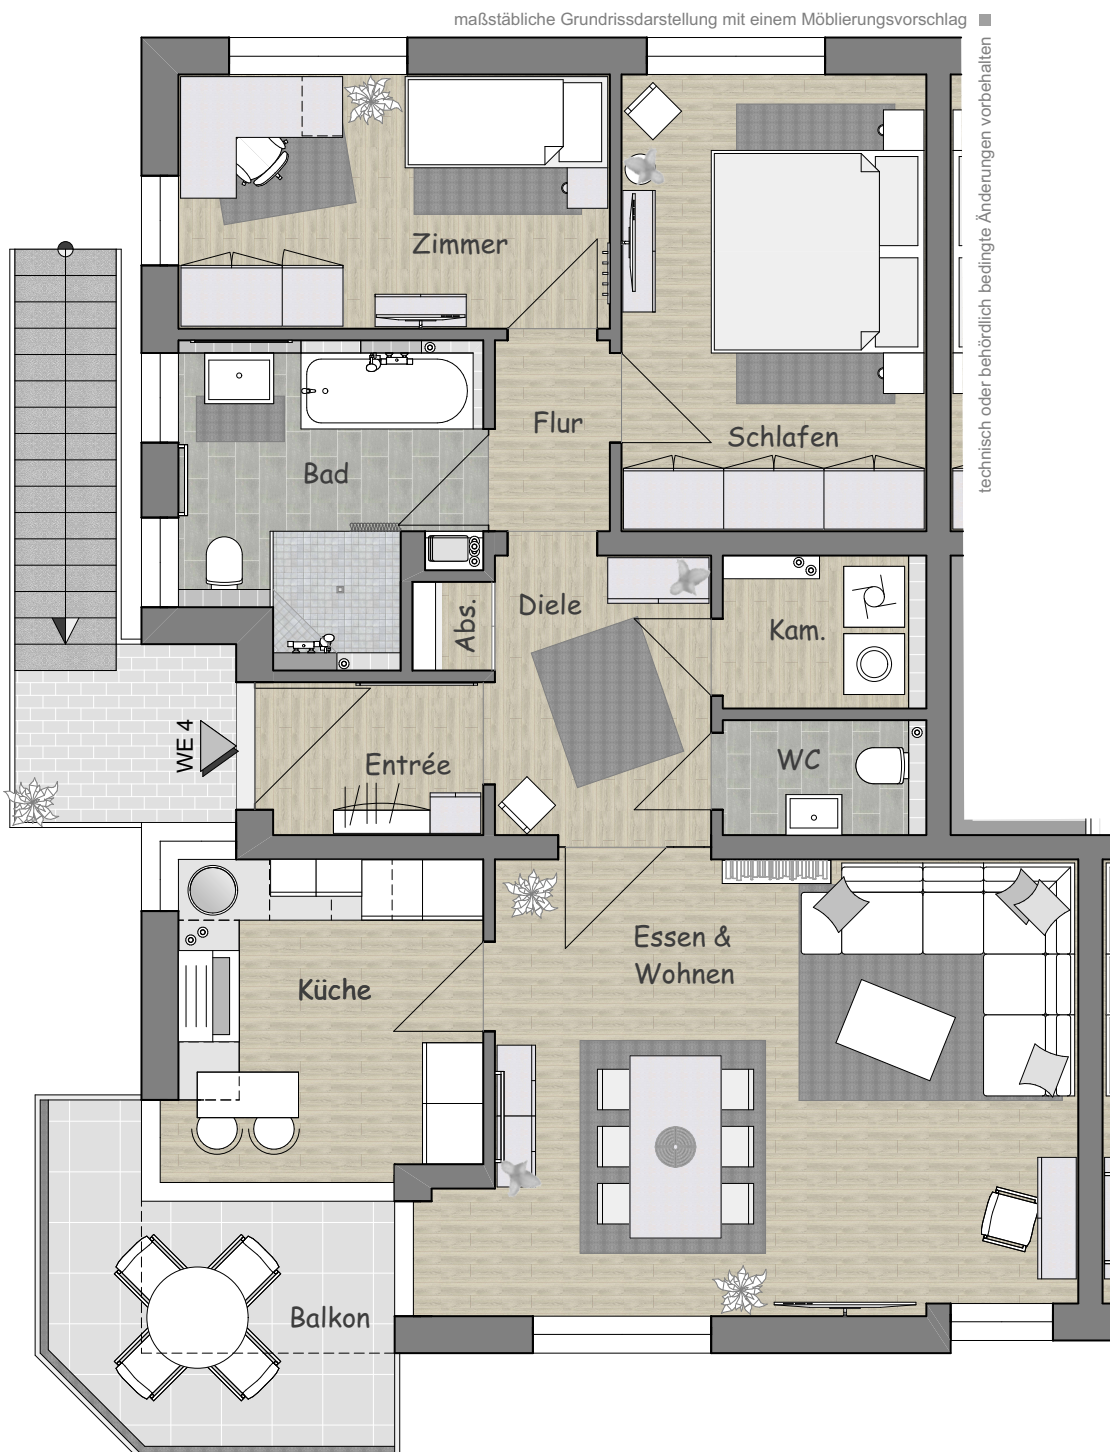 maßstäbliche Grundrissdarstellung mit einem Möblierungsvorschlag
technisch oder behördlich bedingte Änderungen vorbehalten
Zimmer
Flur
Schlafen
Bad
Abs.
Diele
Kam.
WE 4
Entrée
WC
Essen &
Wohnen
Küche
Balkon